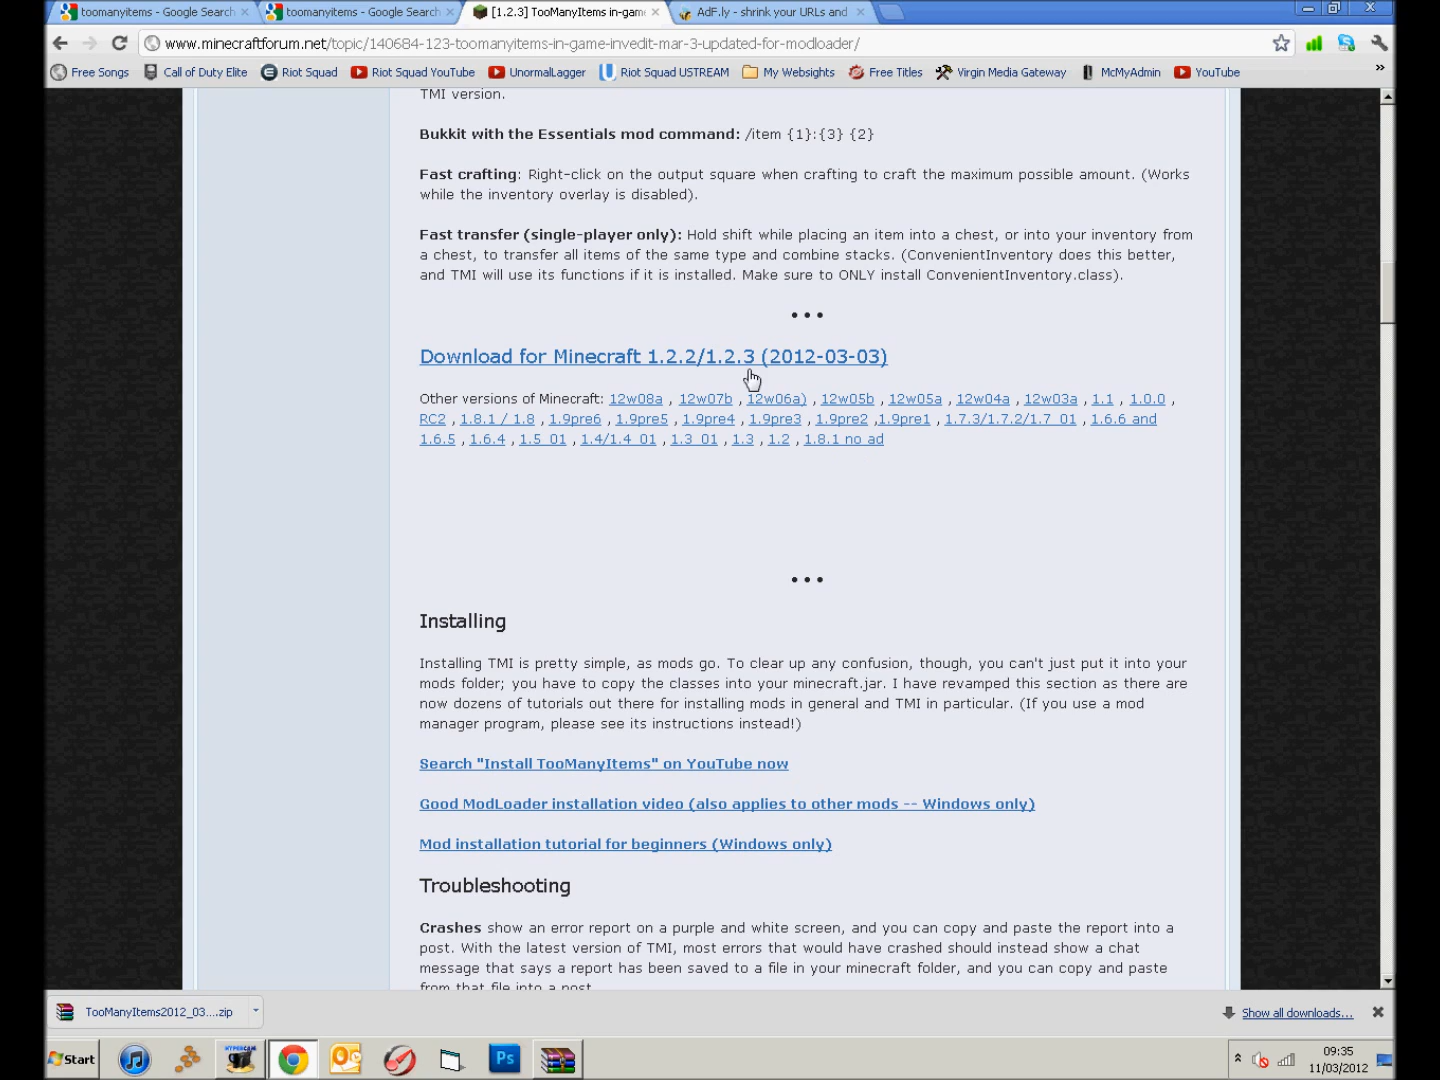 toomanyitems - Google Search
toomanyitems - Google Search
[1.2.3] TooManyItems in-gam
AdF.ly - shrink your URLs and
www.minecraftforum.net/topic/140684-123-toomanyitems-in-game-invedit-mar-3-updated-for-modloader/
Free Songs
Call of Duty Elite
Riot Squad
Riot Squad YouTube
UnormalLagger
Riot Squad USTREAM
My Websights
Free Titles
Virgin Media Gateway
McMyAdmin
YouTube
TMI version.
Bukkit with the Essentials mod command: /item {1}:{3} {2}
Fast crafting: Right-click on the output square when crafting to craft the maximum possible amount. (Works
while the inventory overlay is disabled).
Fast transfer (single-player only): Hold shift while placing an item into a chest, or into your inventory from
a chest, to transfer all items of the same type and combine stacks. (ConvenientInventory does this better,
and TMI will use its functions if it is installed. Make sure to ONLY install ConvenientInventory.class).
• • •
Download for Minecraft 1.2.2/1.2.3 (2012-03-03)
Other versions of Minecraft: 12w08a , 12w07b , 12w06a) , 12w05b , 12w05a , 12w04a , 12w03a , 1.1 , 1.0.0 ,
RC2 , 1.8.1 / 1.8 , 1.9pre6 , 1.9pre5 , 1.9pre4 , 1.9pre3 , 1.9pre2 ,1.9pre1 , 1.7.3/1.7.2/1.7_01 , 1.6.6 and
1.6.5 , 1.6.4 , 1.5_01 , 1.4/1.4_01 , 1.3_01 , 1.3 , 1.2 , 1.8.1 no ad
• • •
Installing
Installing TMI is pretty simple, as mods go. To clear up any confusion, though, you can't just put it into your
mods folder; you have to copy the classes into your minecraft.jar. I have revamped this section as there are
now dozens of tutorials out there for installing mods in general and TMI in particular. (If you use a mod
manager program, please see its instructions instead!)
Search "Install TooManyItems" on YouTube now
Good ModLoader installation video (also applies to other mods -- Windows only)
Mod installation tutorial for beginners (Windows only)
Troubleshooting
Crashes show an error report on a purple and white screen, and you can copy and paste the report into a
post. With the latest version of TMI, most errors that would have crashed should instead show a chat
message that says a report has been saved to a file in your minecraft folder, and you can copy and paste
from that file into a post.
TooManyItems2012_03....zip
Show all downloads...
Start
HYPERCAM
Ps
09:35
11/03/2012